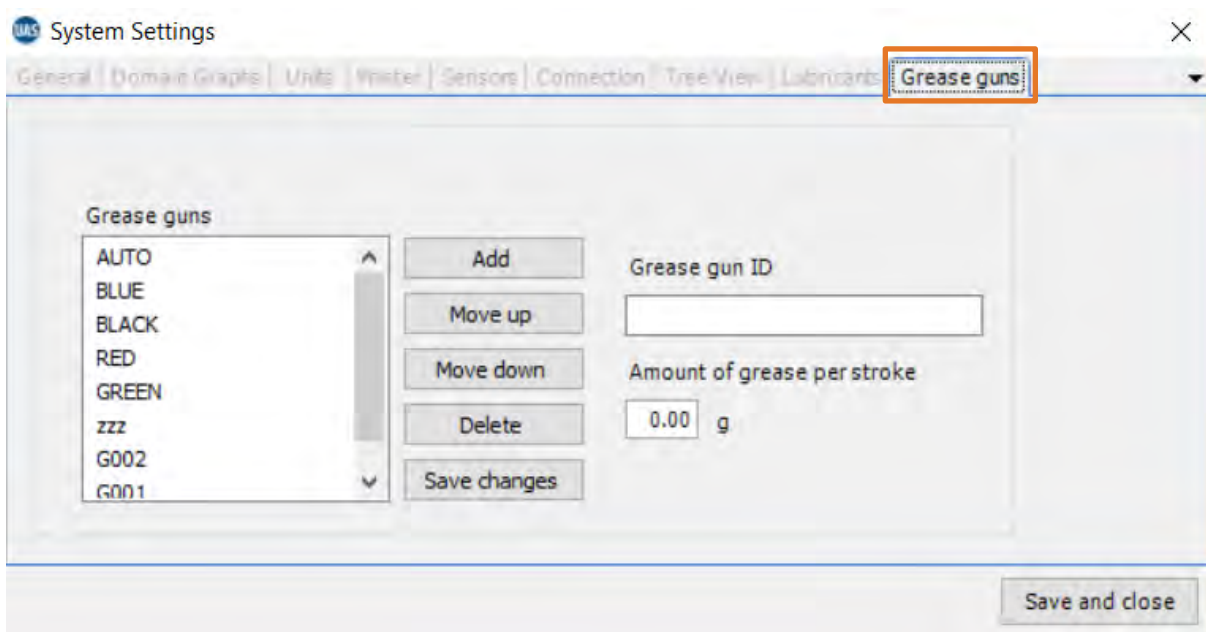 UAS System Settings
General Domain Graphs Units Printer Sensors Connection Tree View Lubricants Grease guns
Grease guns
AUTO
BLUE
BLACK
RED
GREEN
zzz
G002
G001
Add
Move up
Move down
Delete
Save changes
Grease gun ID
Amount of grease per stroke
0.00 g
Save and close